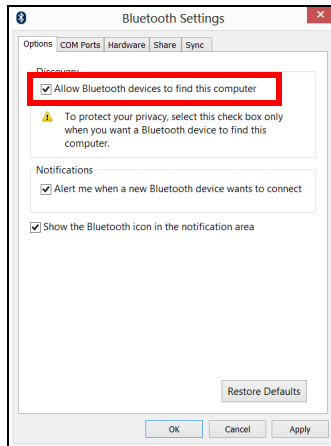 Bluetooth Settings
Options COM Ports Hardware Share Sync
Discovery
Allow Bluetooth devices to find this computer
To protect your privacy, select this check box only
when you want a Bluetooth device to find this
computer.
Notifications
Alert me when a new Bluetooth device wants to connect
Show the Bluetooth icon in the notification area
Restore Defaults
OK Cancel Apply